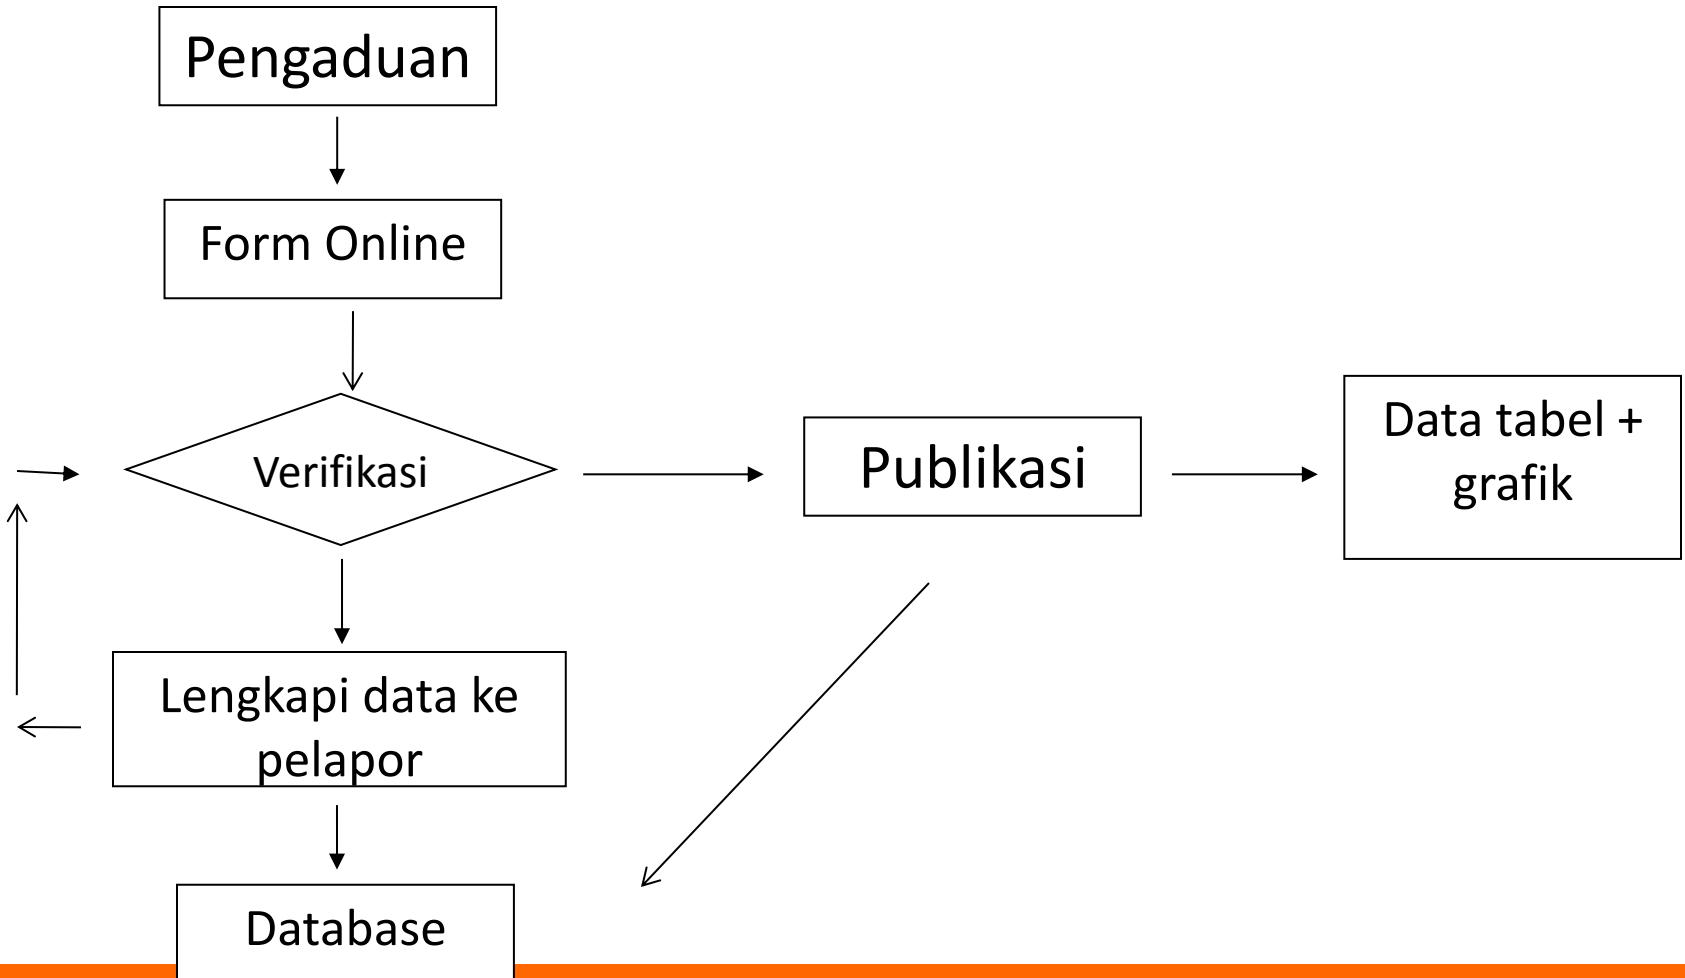 Pengaduan
Form Online
Verifikasi
Publikasi
Data tabel +
grafik
Lengkapi data ke
pelapor
Database